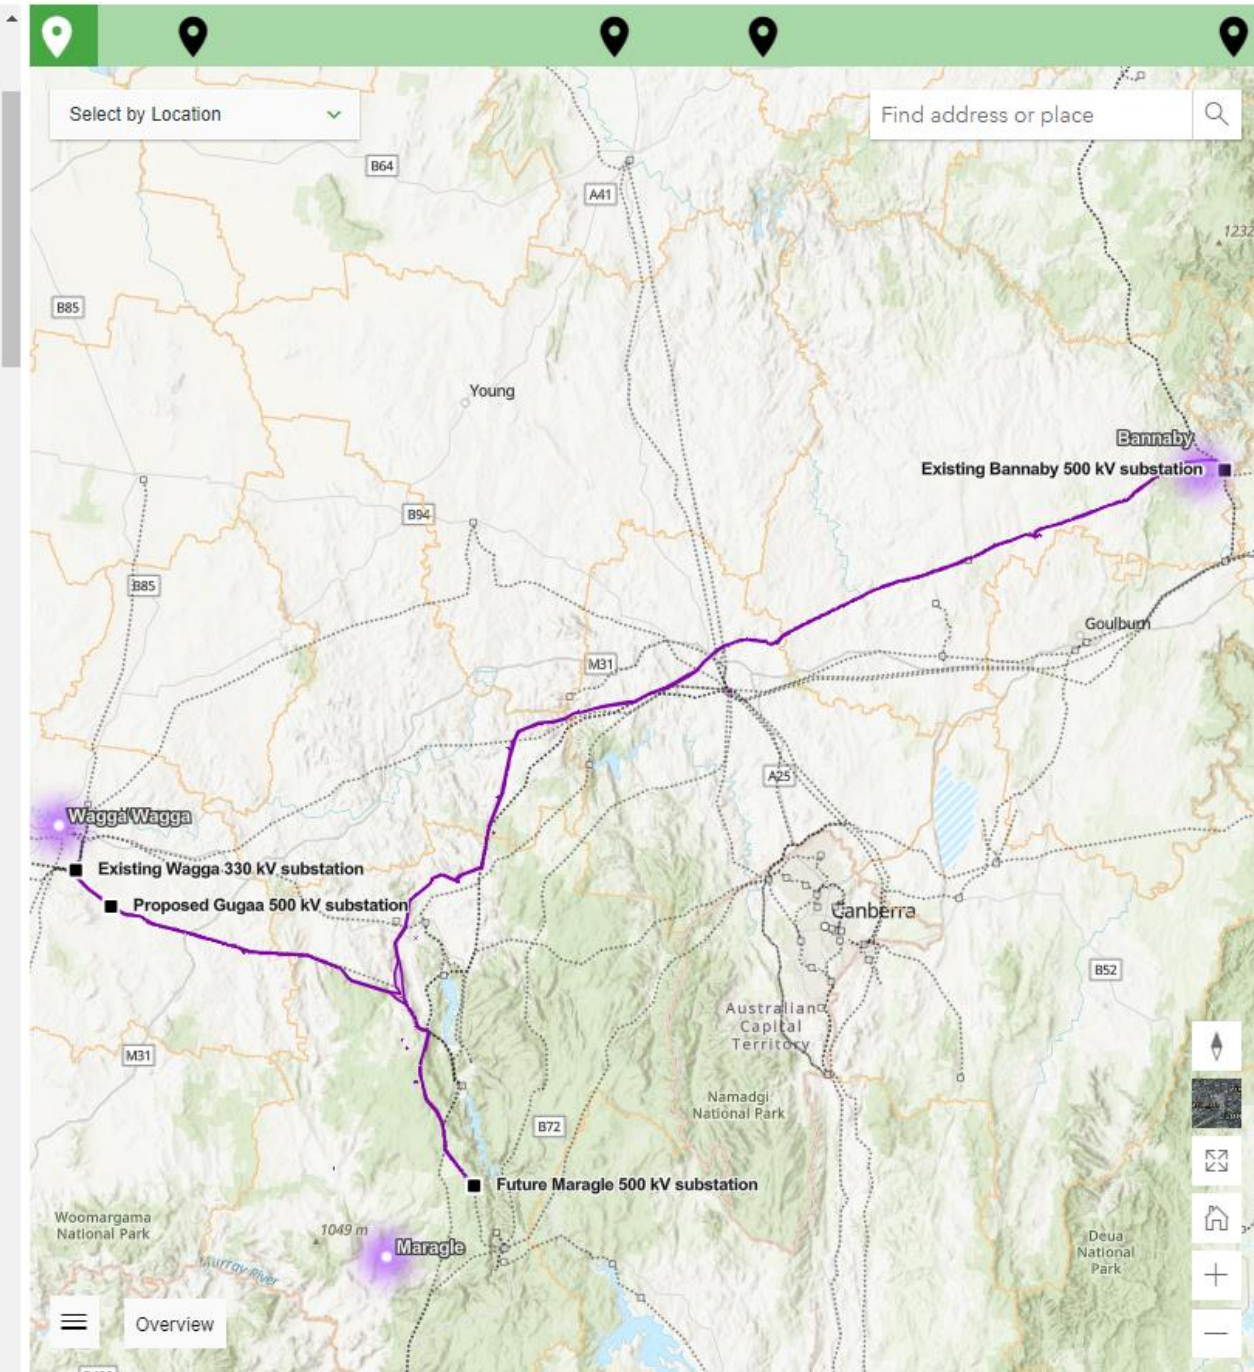 Select by Location
Find address or place
B64
A41
1232
B85
Young
Bannaby
Existing Bannaby 500 kV substation
B94
B85
Goulburn
M31
A25
Wagga Wagga
Existing Wagga 330 kV substation
Proposed Gugaa 500 kV substation
Canberra
B52
Australian
Capital
Territory
M31
Namadgi
National Park
B72
Future Maragle 500 kV substation
Woomargama
National Park
1049 m
Maragle
Deua
National
Park
Murray River
Overview